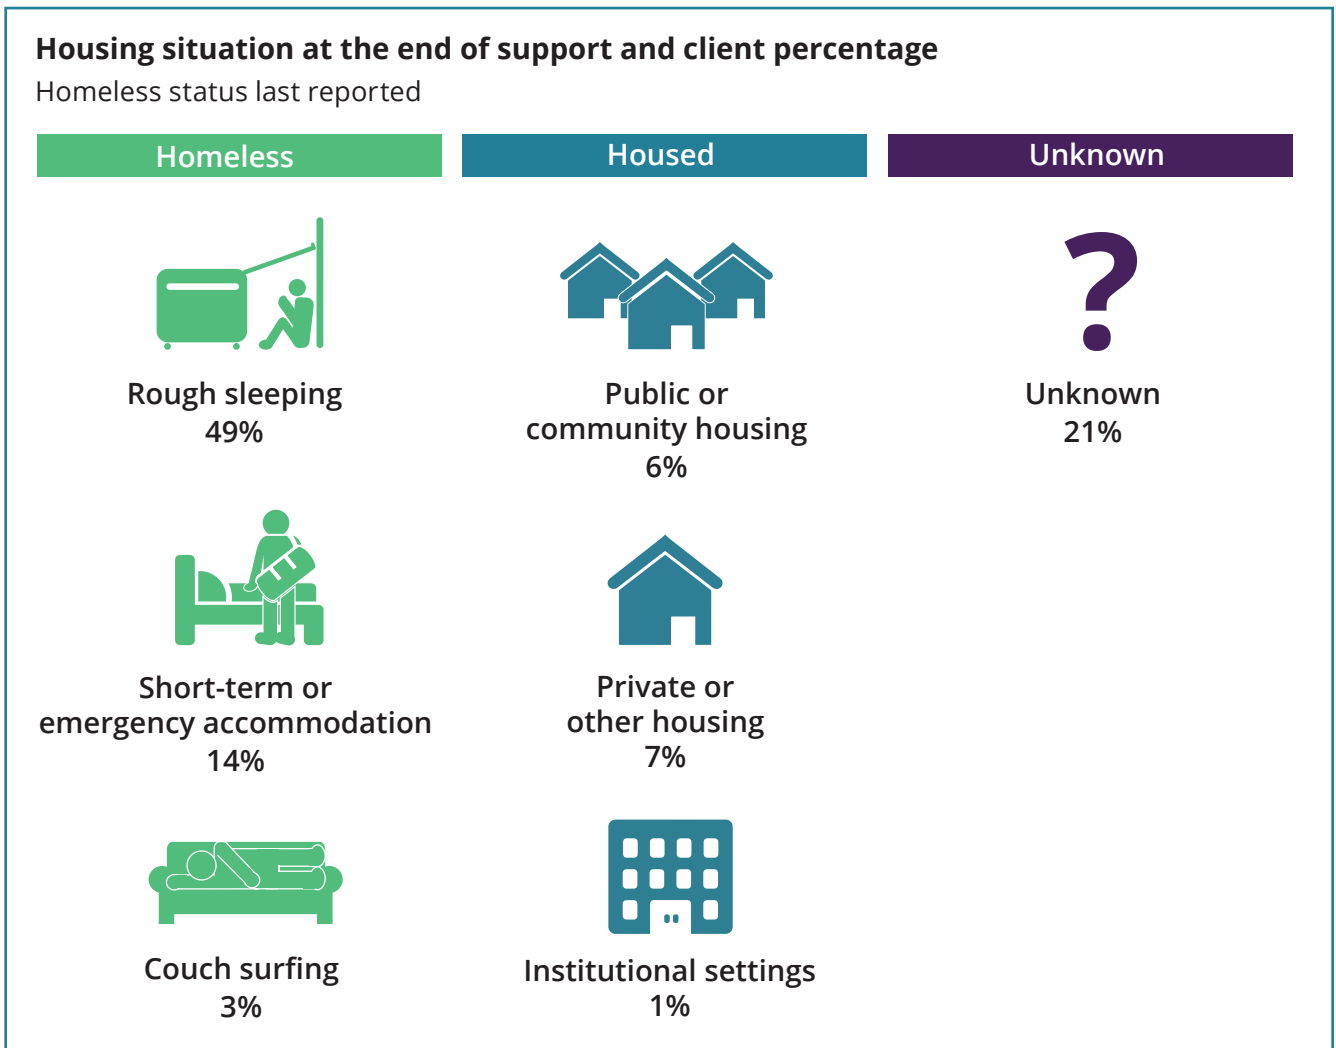 Housing situation at the end of support and client percentage
Homeless status last reported
Homeless
Housed
Unknown
Rough sleeping
49%
Public or
community housing
6%
?
Unknown
21%
Short-term or
emergency accommodation
14%
Private or
other housing
7%
Couch surfing
3%
Institutional settings
1%